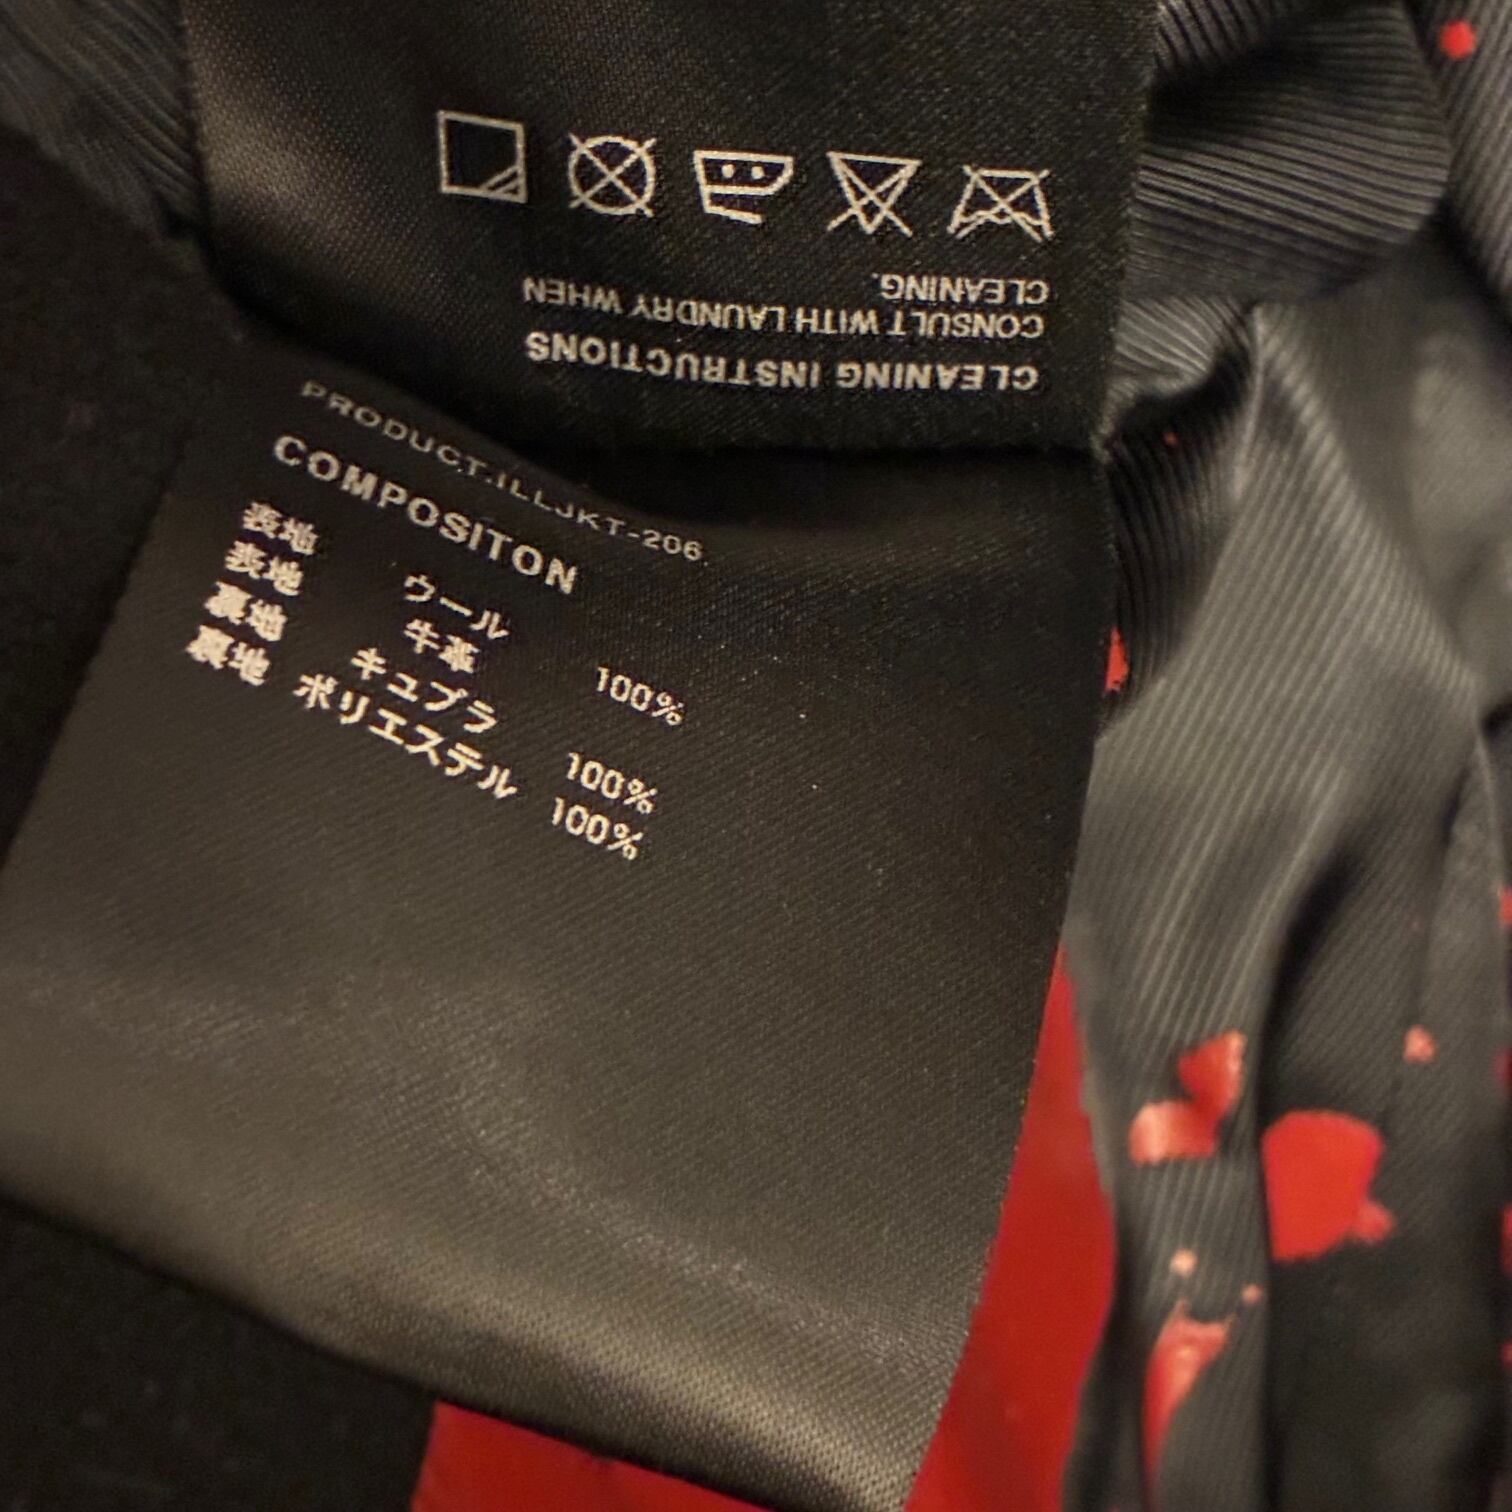 CLEANING INSTRUCTIONS
CONSULT WITH LAUNDRY WHEN
CLEANING.
PRODUCT.ILLJKT-206
COMPOSITON
表地 ウール 100%
表地 牛革
裏地 キュプラ 100%
裏地 ポリエステル 100%